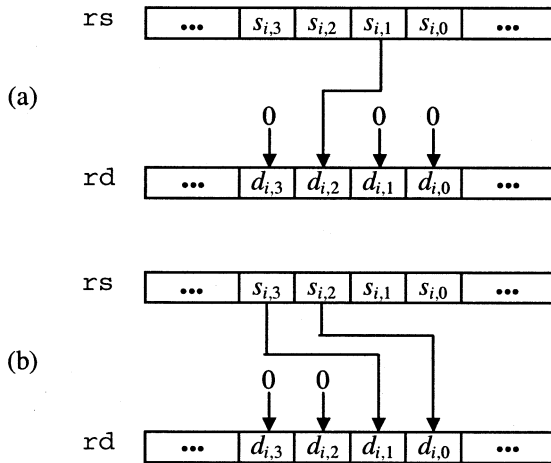 rs ... s_{i,3} s_{i,2} s_{i,1} s_{i,0} ...
(a)
0 0 0
rd ... d_{i,3} d_{i,2} d_{i,1} d_{i,0} ...
rs ... s_{i,3} s_{i,2} s_{i,1} s_{i,0} ...
(b)
0 0
rd ... d_{i,3} d_{i,2} d_{i,1} d_{i,0} ...